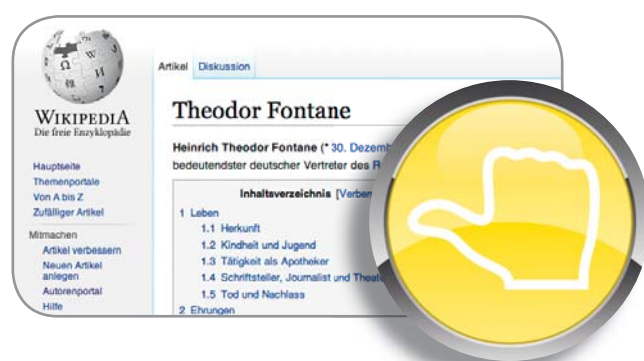 Artikel Diskussion
WIKIPEDIA
Die freie Enzyklopädie
Theodor Fontane
Heinrich Theodor Fontane (* 30.
bedeutendster deutscher Vertreter des
Hauptseite
Themenportale
Von A bis Z
Zufälliger Artikel
Mitmachen
Artikel verbessern
Neuen Artikel
anlegen
Autorenportal
Hilfe
Inhaltsverzeichnis
1 Leben
1.1 Herkunft
1.2 Kindheit und Jugend
1.3 Tätigkeit als Apotheker
1.4 Schriftsteller, Journalist und
1.5 Tod und Nachlass
2 Ehrungen